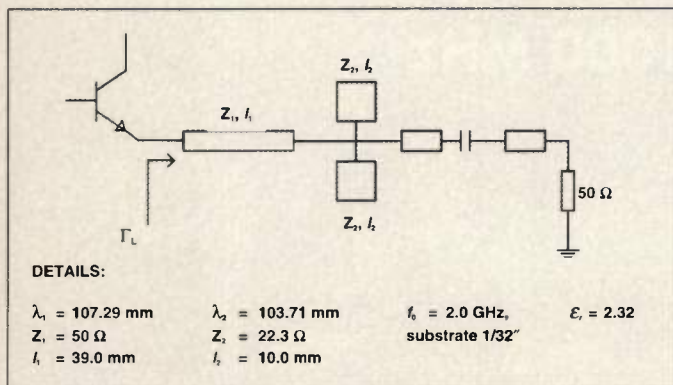 Z₂, l₂
Z₁, l₁
Z₂, l₂
50 Ω
Γ_L
DETAILS:
λ₁ = 107.29 mm λ₂ = 103.71 mm f₀ = 2.0 GHz, εᵣ = 2.32
Z₁ = 50 Ω Z₂ = 22.3 Ω substrate 1/32″
l₁ = 39.0 mm l₂ = 10.0 mm